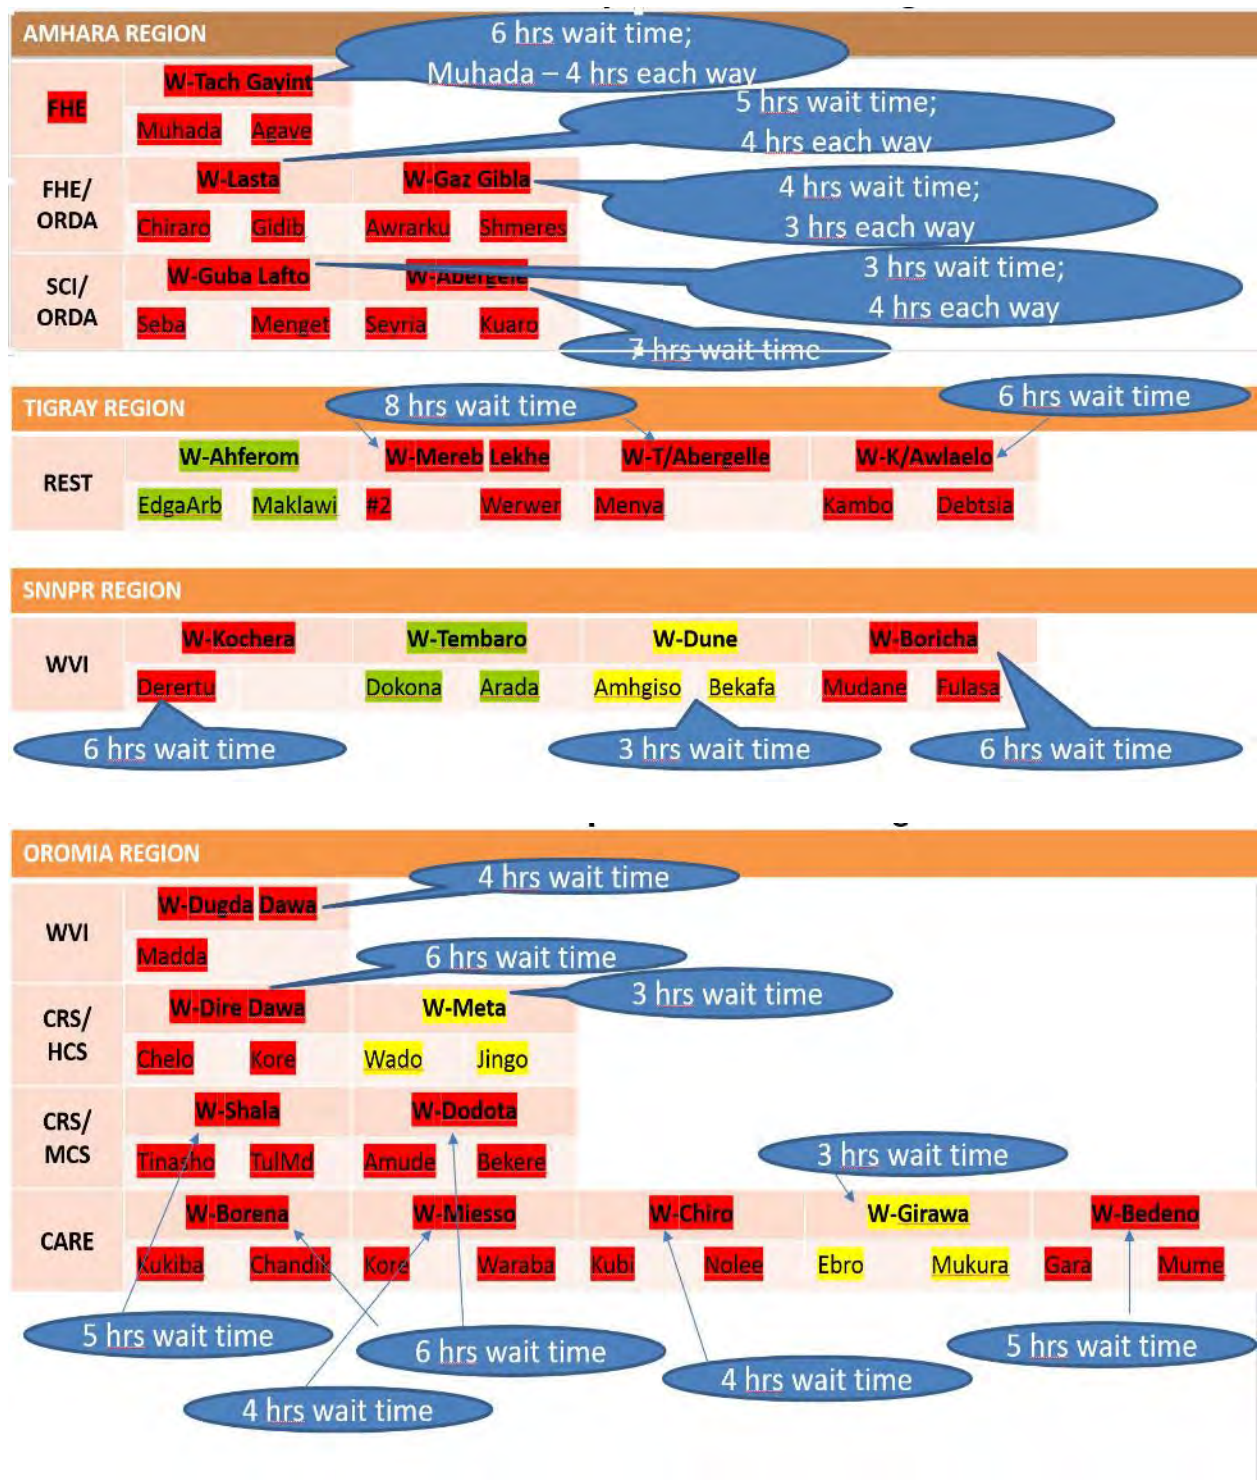 AMHARA REGION
6 hrs wait time;
Muhada – 4 hrs each way
FHE
W-Tach Gayint
Muhada Agave
5 hrs wait time;
4 hrs each way
FHE/
ORDA
W-Lasta W-Gaz Gibla
Chiraro Gidib Awrarku Shmeres
4 hrs wait time;
3 hrs each way
SCI/
ORDA
W-Guba Lafto W-Abergele
Seba Menget Sevria Kuaro
3 hrs wait time;
4 hrs each way
7 hrs wait time
TIGRAY REGION
8 hrs wait time
6 hrs wait time
REST
W-Ahferom W-Mereb Lekhe W-T/Abergelle W-K/Awlaelo
EdgaArb Maklawi #2 Werwer Menya Kambo Debtsia
SNNPR REGION
WVI
W-Kochera W-Tembaro W-Dune W-Boricha
Derertu Dokona Arada Amhgiso Bekafa Mudane Fulasa
6 hrs wait time
3 hrs wait time
6 hrs wait time
OROMIA REGION
4 hrs wait time
WVI
W-Dugda Dawa
Madda
6 hrs wait time
3 hrs wait time
CRS/
HCS
W-Dire Dawa W-Meta
Chelo Kore Wado Jingo
CRS/
MCS
W-Shala W-Dodota
Tinasho TulMd Amude Bekere
3 hrs wait time
CARE
W-Borena W-Miesso W-Chiro W-Girawa W-Bedeno
Kukiba Chandik Kore Waraba Kubi Nolee Ebro Mukura Gara Mume
5 hrs wait time
6 hrs wait time
5 hrs wait time
4 hrs wait time
4 hrs wait time